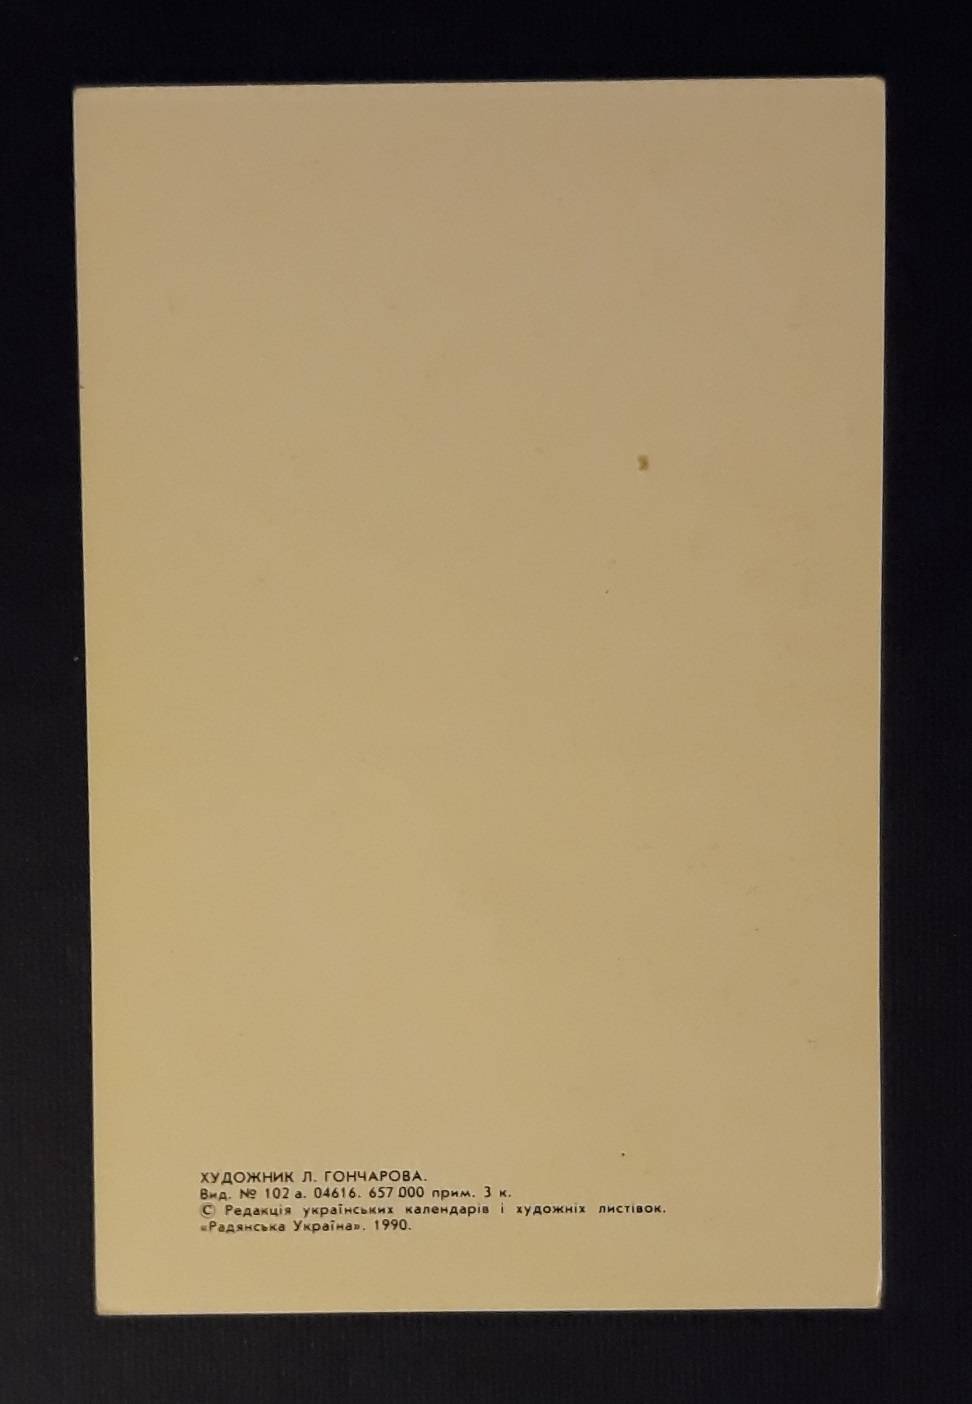 ХУДОЖНИК Л. ГОНЧАРОВА.
Вид. № 102 а. 04616. 657 000 прим. 3 к.
© Редакція українських календарів і художніх листівок.
«Радянська Україна». 1990.